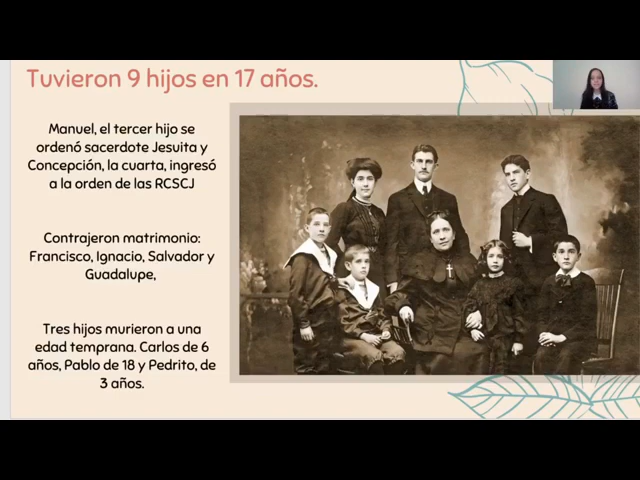 Tuvieron 9 hijos en 17 años.
Manuel, el tercer hijo se
ordenó sacerdote Jesuita y
Concepción, la cuarta, ingresó
a la orden de las RCSCJ
Contrajeron matrimonio:
Francisco, Ignacio, Salvador y
Guadalupe,
Tres hijos murieron a una
edad temprana. Carlos de 6
años, Pablo de 18 y Pedrito, de
3 años.